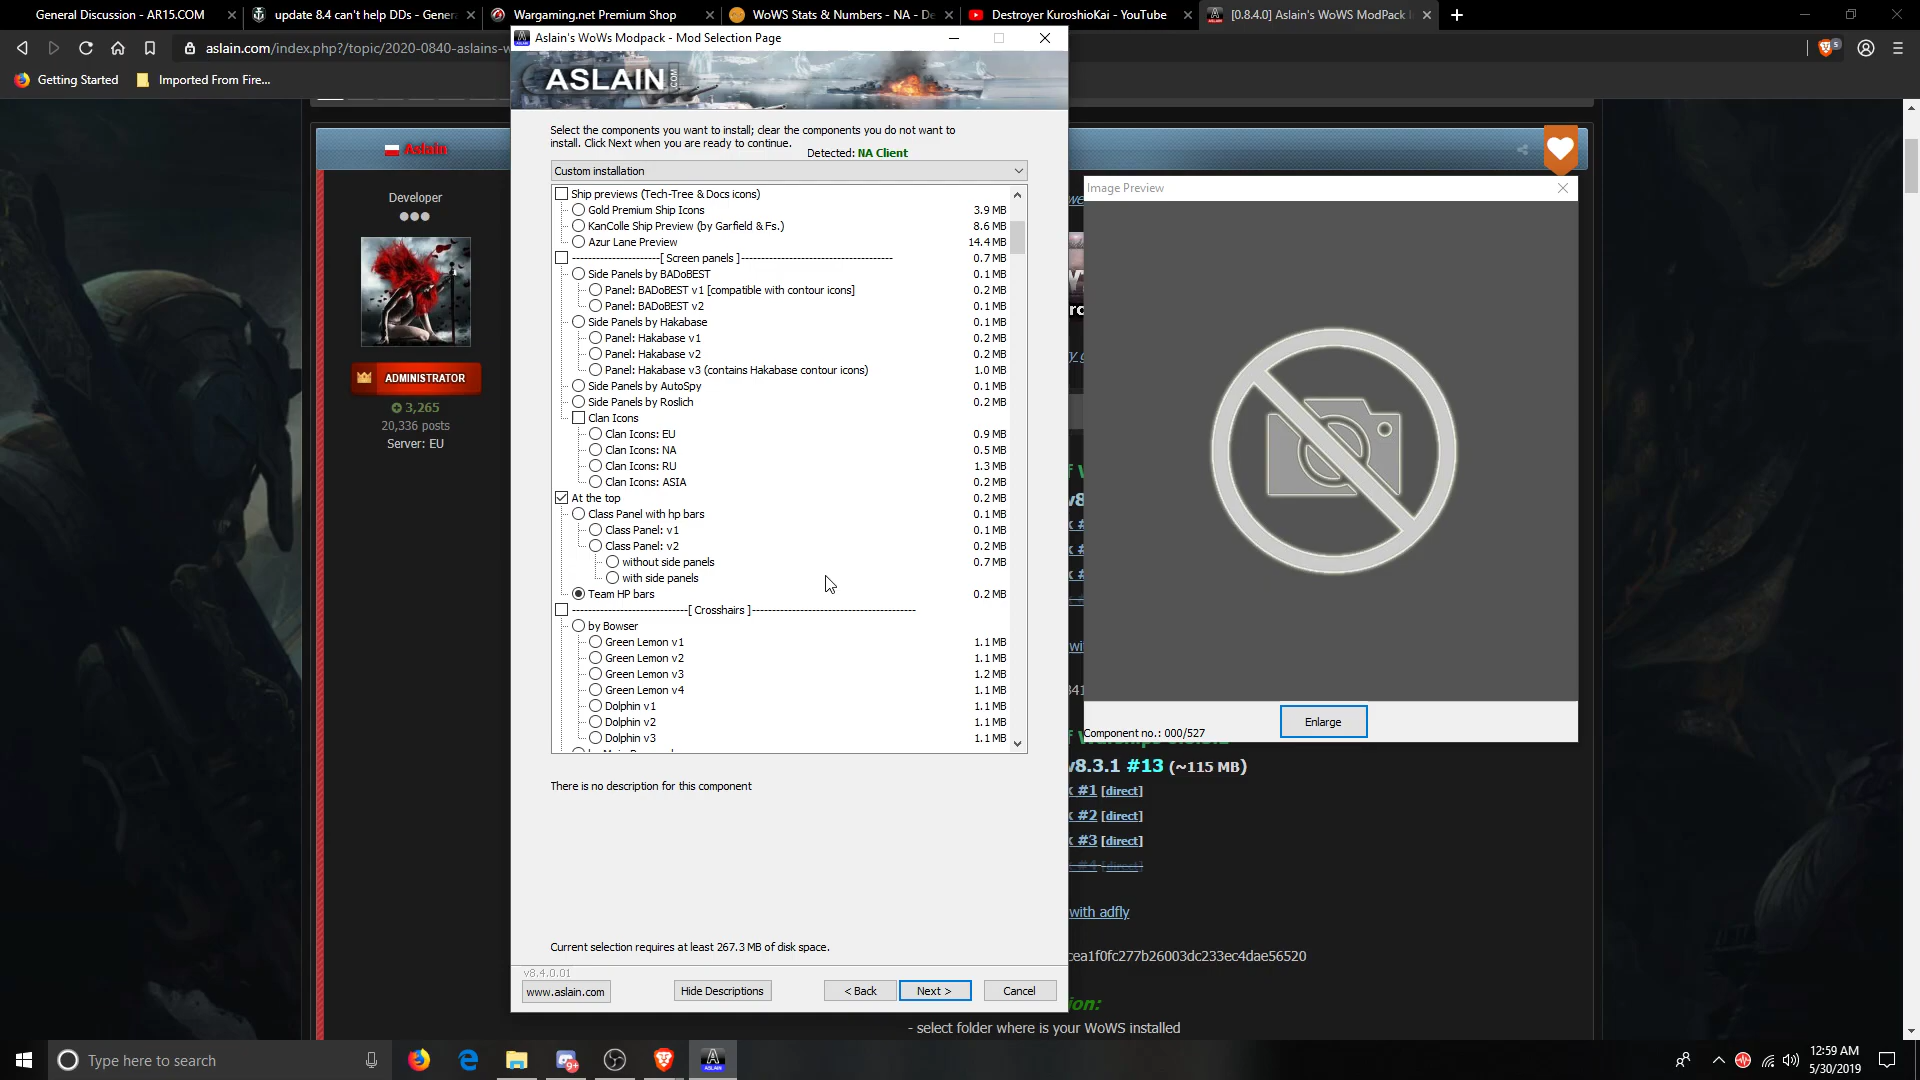 General Discussion - AR15.COM
update 8.4 can't help DDs - Gener
Wargaming.net Premium Shop
WoWS Stats & Numbers - NA - De
Destroyer KuroshioKai - YouTube
[0.8.4.0] Aslain's WoWS ModPack
aslain.com/index.php?/topic/2020-0840-aslains-w
5
Getting Started
Imported From Fire...
Aslain's WoWs Modpack - Mod Selection Page
ASLAIN.COM
Select the components you want to install; clear the components you do not want to
install. Click Next when you are ready to continue.
Detected: NA Client
Custom installation
Ship previews (Tech-Tree & Docs icons)
Gold Premium Ship Icons 3.9 MB
KanColle Ship Preview (by Garfield & Fs.) 8.6 MB
Azur Lane Preview 14.4 MB
----------------------[ Screen panels ]-------------------------------------- 0.7 MB
Side Panels by BADoBEST 0.1 MB
Panel: BADoBEST v1 [compatible with contour icons] 0.2 MB
Panel: BADoBEST v2 0.1 MB
Side Panels by Hakabase 0.1 MB
Panel: Hakabase v1 0.2 MB
Panel: Hakabase v2 0.2 MB
Panel: Hakabase v3 (contains Hakabase contour icons) 1.0 MB
Side Panels by AutoSpy 0.1 MB
Side Panels by Roslich 0.2 MB
Clan Icons
Clan Icons: EU 0.9 MB
Clan Icons: NA 0.5 MB
Clan Icons: RU 1.3 MB
Clan Icons: ASIA 0.2 MB
At the top 0.2 MB
Class Panel with hp bars 0.1 MB
Class Panel: v1 0.1 MB
Class Panel: v2 0.2 MB
without side panels 0.7 MB
with side panels
Team HP bars 0.2 MB
-----------------------------[ Crosshairs ]-----------------------------------------
by Bowser
Green Lemon v1 1.1 MB
Green Lemon v2 1.1 MB
Green Lemon v3 1.2 MB
Green Lemon v4 1.1 MB
Dolphin v1 1.1 MB
Dolphin v2 1.1 MB
Dolphin v3 1.1 MB
There is no description for this component
Current selection requires at least 267.3 MB of disk space.
v8.4.0.01
www.aslain.com
Hide Descriptions
< Back
Next >
Cancel
Aslain
Developer
ADMINISTRATOR
3,265
20,336 posts
Server: EU
Image Preview
Enlarge
Component no.: 000/527
v8.3.1 #13 (~115 MB)
k #1 [direct]
k #2 [direct]
k #3 [direct]
k #4 [direct]
with adfly
cea1f0fc277b26003dc233ec4dae56520
ion:
- select folder where is your WoWS installed
Type here to search
9+
ASLAIN
12:59 AM
5/30/2019